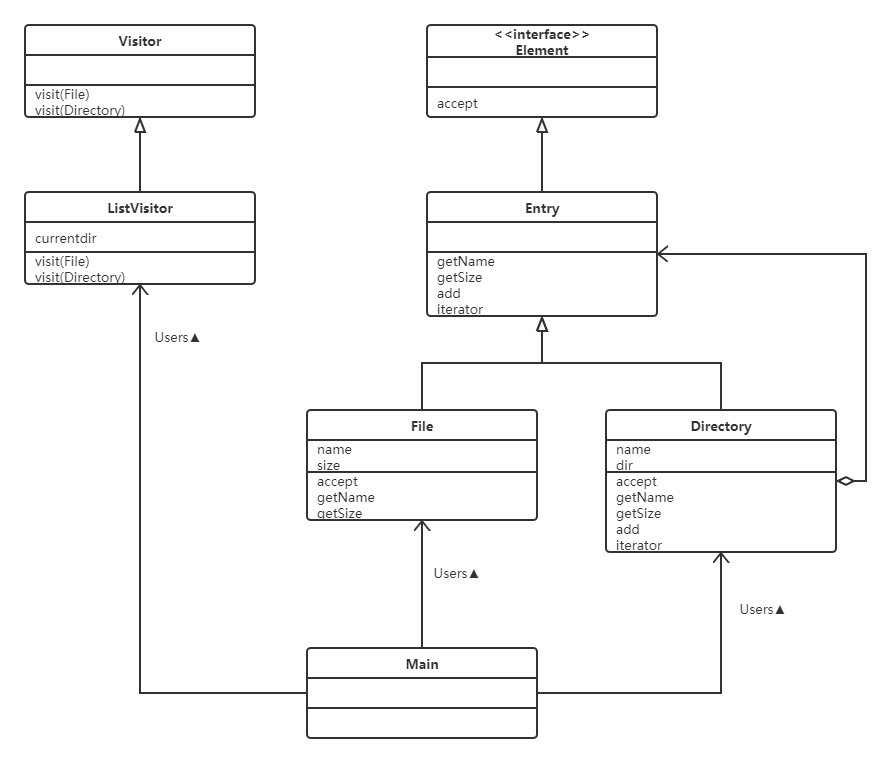 Visitor
visit(File)
visit(Directory)
<<interface>>
Element
accept
ListVisitor
currentdir
visit(File)
visit(Directory)
Entry
getName
getSize
add
iterator
Users▲
File
name
size
accept
getName
getSize
Directory
name
dir
accept
getName
getSize
add
iterator
Users▲
Users▲
Main